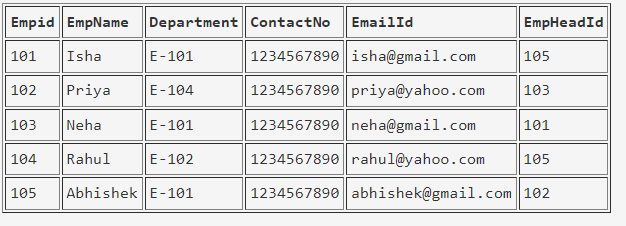 Empid EmpName Department ContactNo EmailId EmpHeadId
101 Isha E-101 1234567890 isha@gmail.com 105
102 Priya E-104 1234567890 priya@yahoo.com 103
103 Neha E-101 1234567890 neha@gmail.com 101
104 Rahul E-102 1234567890 rahul@yahoo.com 105
105 Abhishek E-101 1234567890 abhishek@gmail.com 102